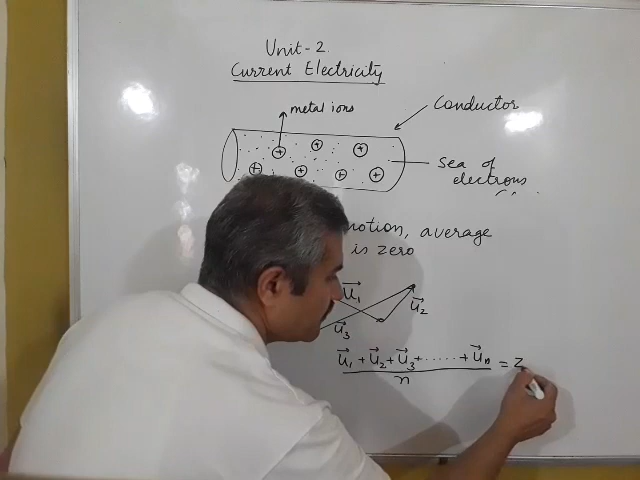 Unit-2.
Current Electricity
metal ions
Conductor
+ + +
Sea of
electrons
+ + + +
motion, average
is zero
u⃗₁
u⃗₂
u⃗₃
u⃗₁ + u⃗₂ + u⃗₃ + ...... + u⃗ₙ = Z
n